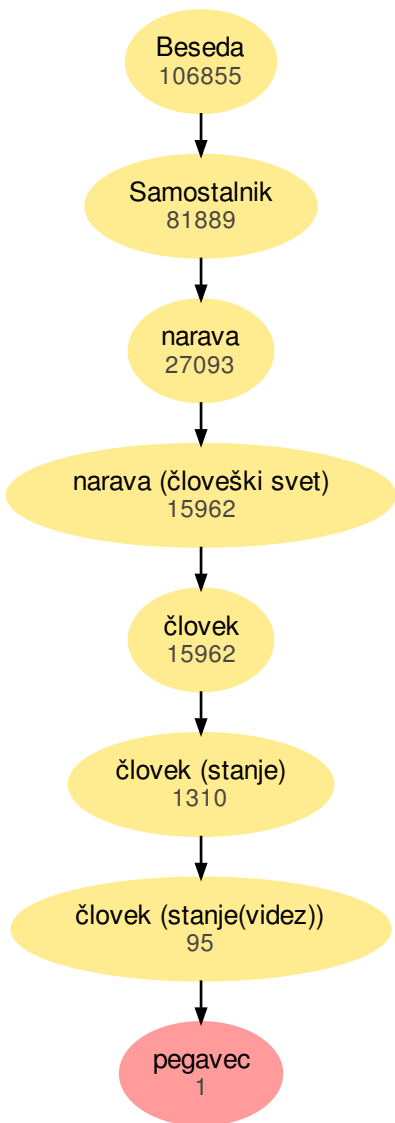 Beseda
106855
Samostalnik
81889
narava
27093
narava (človeški svet)
15962
človek
15962
človek (stanje)
1310
človek (stanje(videz))
95
pegavec
1